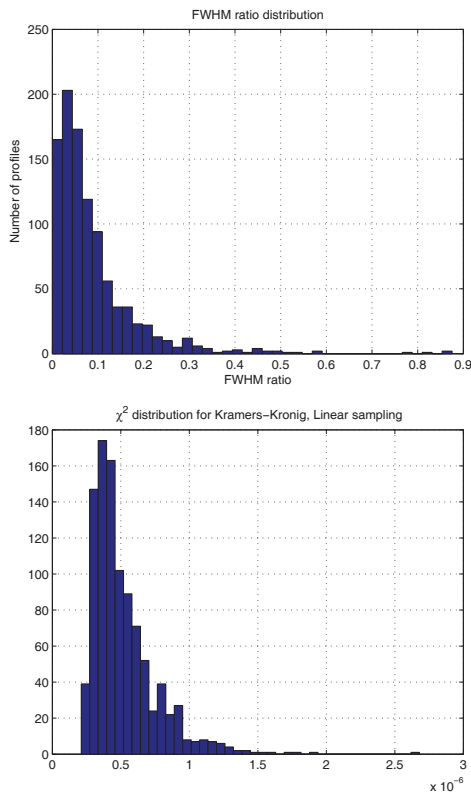 FWHM ratio distribution
250
200
150
100
50
0
Number of profiles
0 0.1 0.2 0.3 0.4 0.5 0.6 0.7 0.8 0.9
FWHM ratio
χ² distribution for Kramers−Kronig, Linear sampling
180
160
140
120
100
80
60
40
20
0
0 0.5 1 1.5 2 2.5 3
x 10⁻⁶